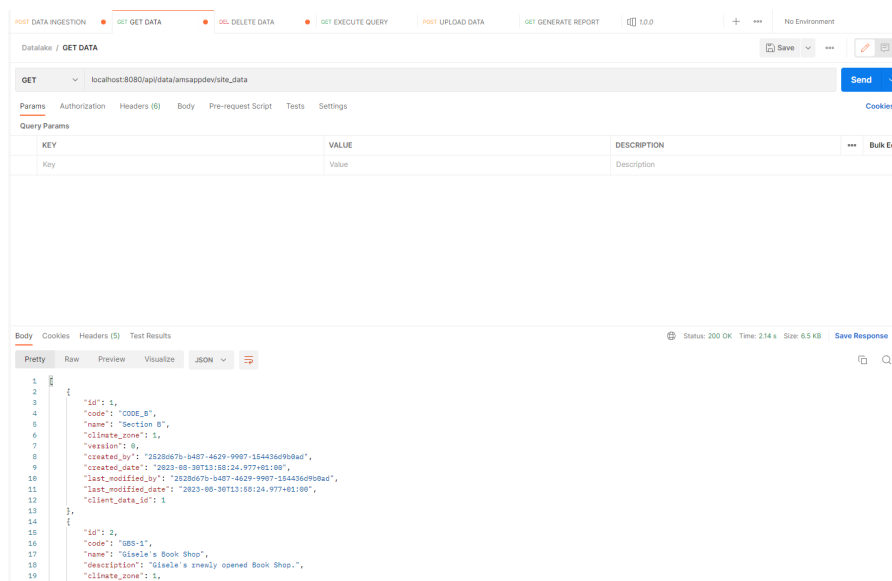 POST DATA INGESTION GET GET DATA DEL DELETE DATA GET EXECUTE QUERY POST UPLOAD DATA GET GENERATE REPORT 1.0.0 + ••• No Environment
Datalake / GET DATA Save •••
GET localhost:8080/api/data/amsappdev/site_data Send
Params Authorization Headers (6) Body Pre-request Script Tests Settings Cookies
Query Params
KEY VALUE DESCRIPTION ••• Bulk Ed
Key Value Description
Body Cookies Headers (5) Test Results Status: 200 OK Time: 2.14 s Size: 6.5 KB Save Response
Pretty Raw Preview Visualize JSON
1 [
2 {
3 "id": 1,
4 "code": "CODE_B",
5 "name": "Section B",
6 "climate_zone": 1,
7 "version": 0,
8 "created_by": "2528d67b-b487-4629-9907-154436d9b0ad",
9 "created_date": "2023-08-30T13:58:24.977+01:00",
10 "last_modified_by": "2528d67b-b487-4629-9907-154436d9b0ad",
11 "last_modified_date": "2023-08-30T13:58:24.977+01:00",
12 "client_data_id": 1
13 },
14 {
15 "id": 2,
16 "code": "GBS-1",
17 "name": "Gisele's Book Shop",
18 "description": "Gisele's rnewly opened Book Shop.",
19 "climate_zone": 1,